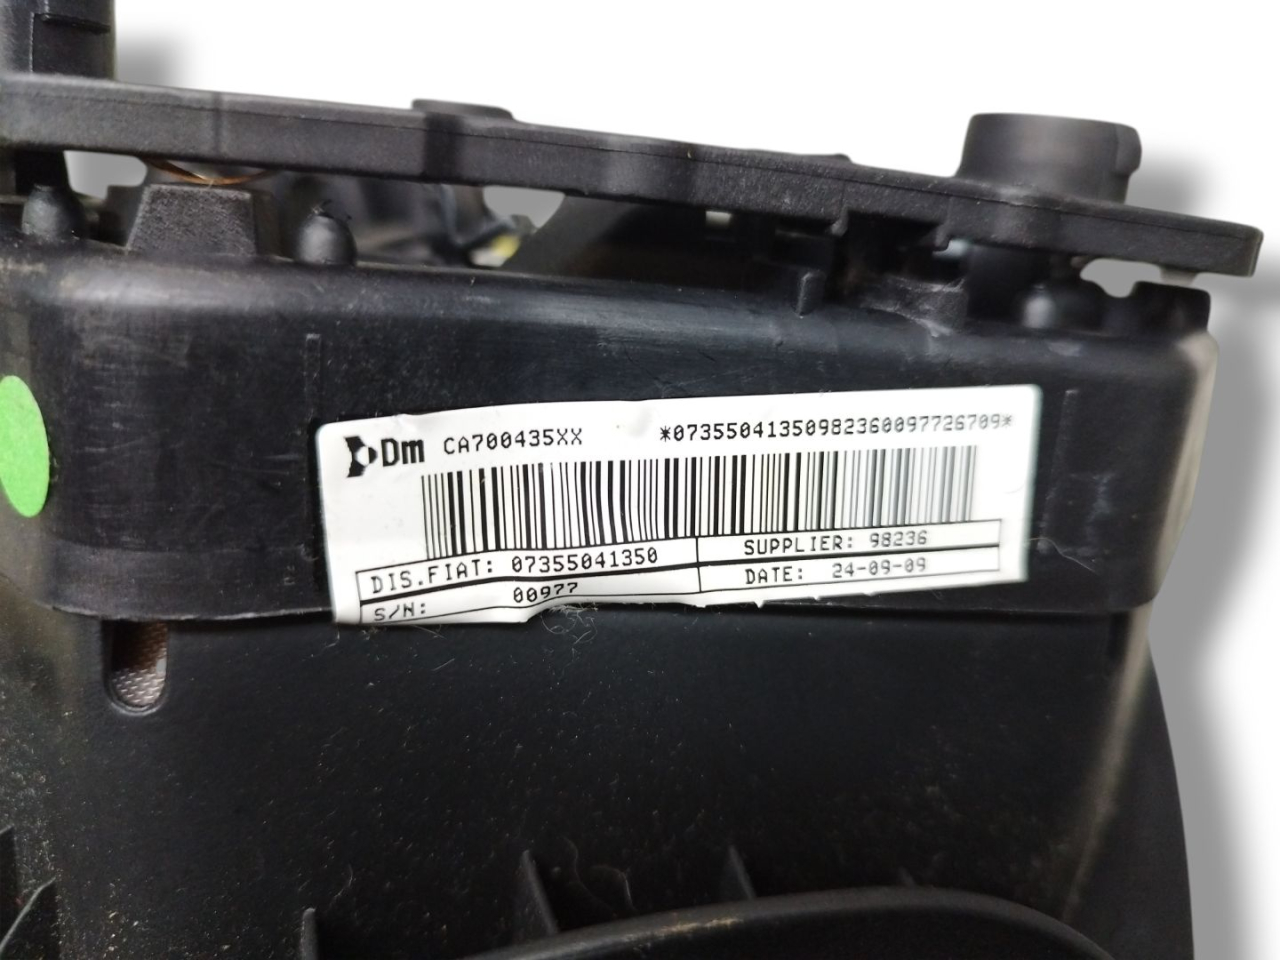 Dm CA700435XX *07355041350982360097726709*
DIS.FIAT: 07355041350 SUPPLIER: 98236
S/N: 00977 DATE: 24-09-09